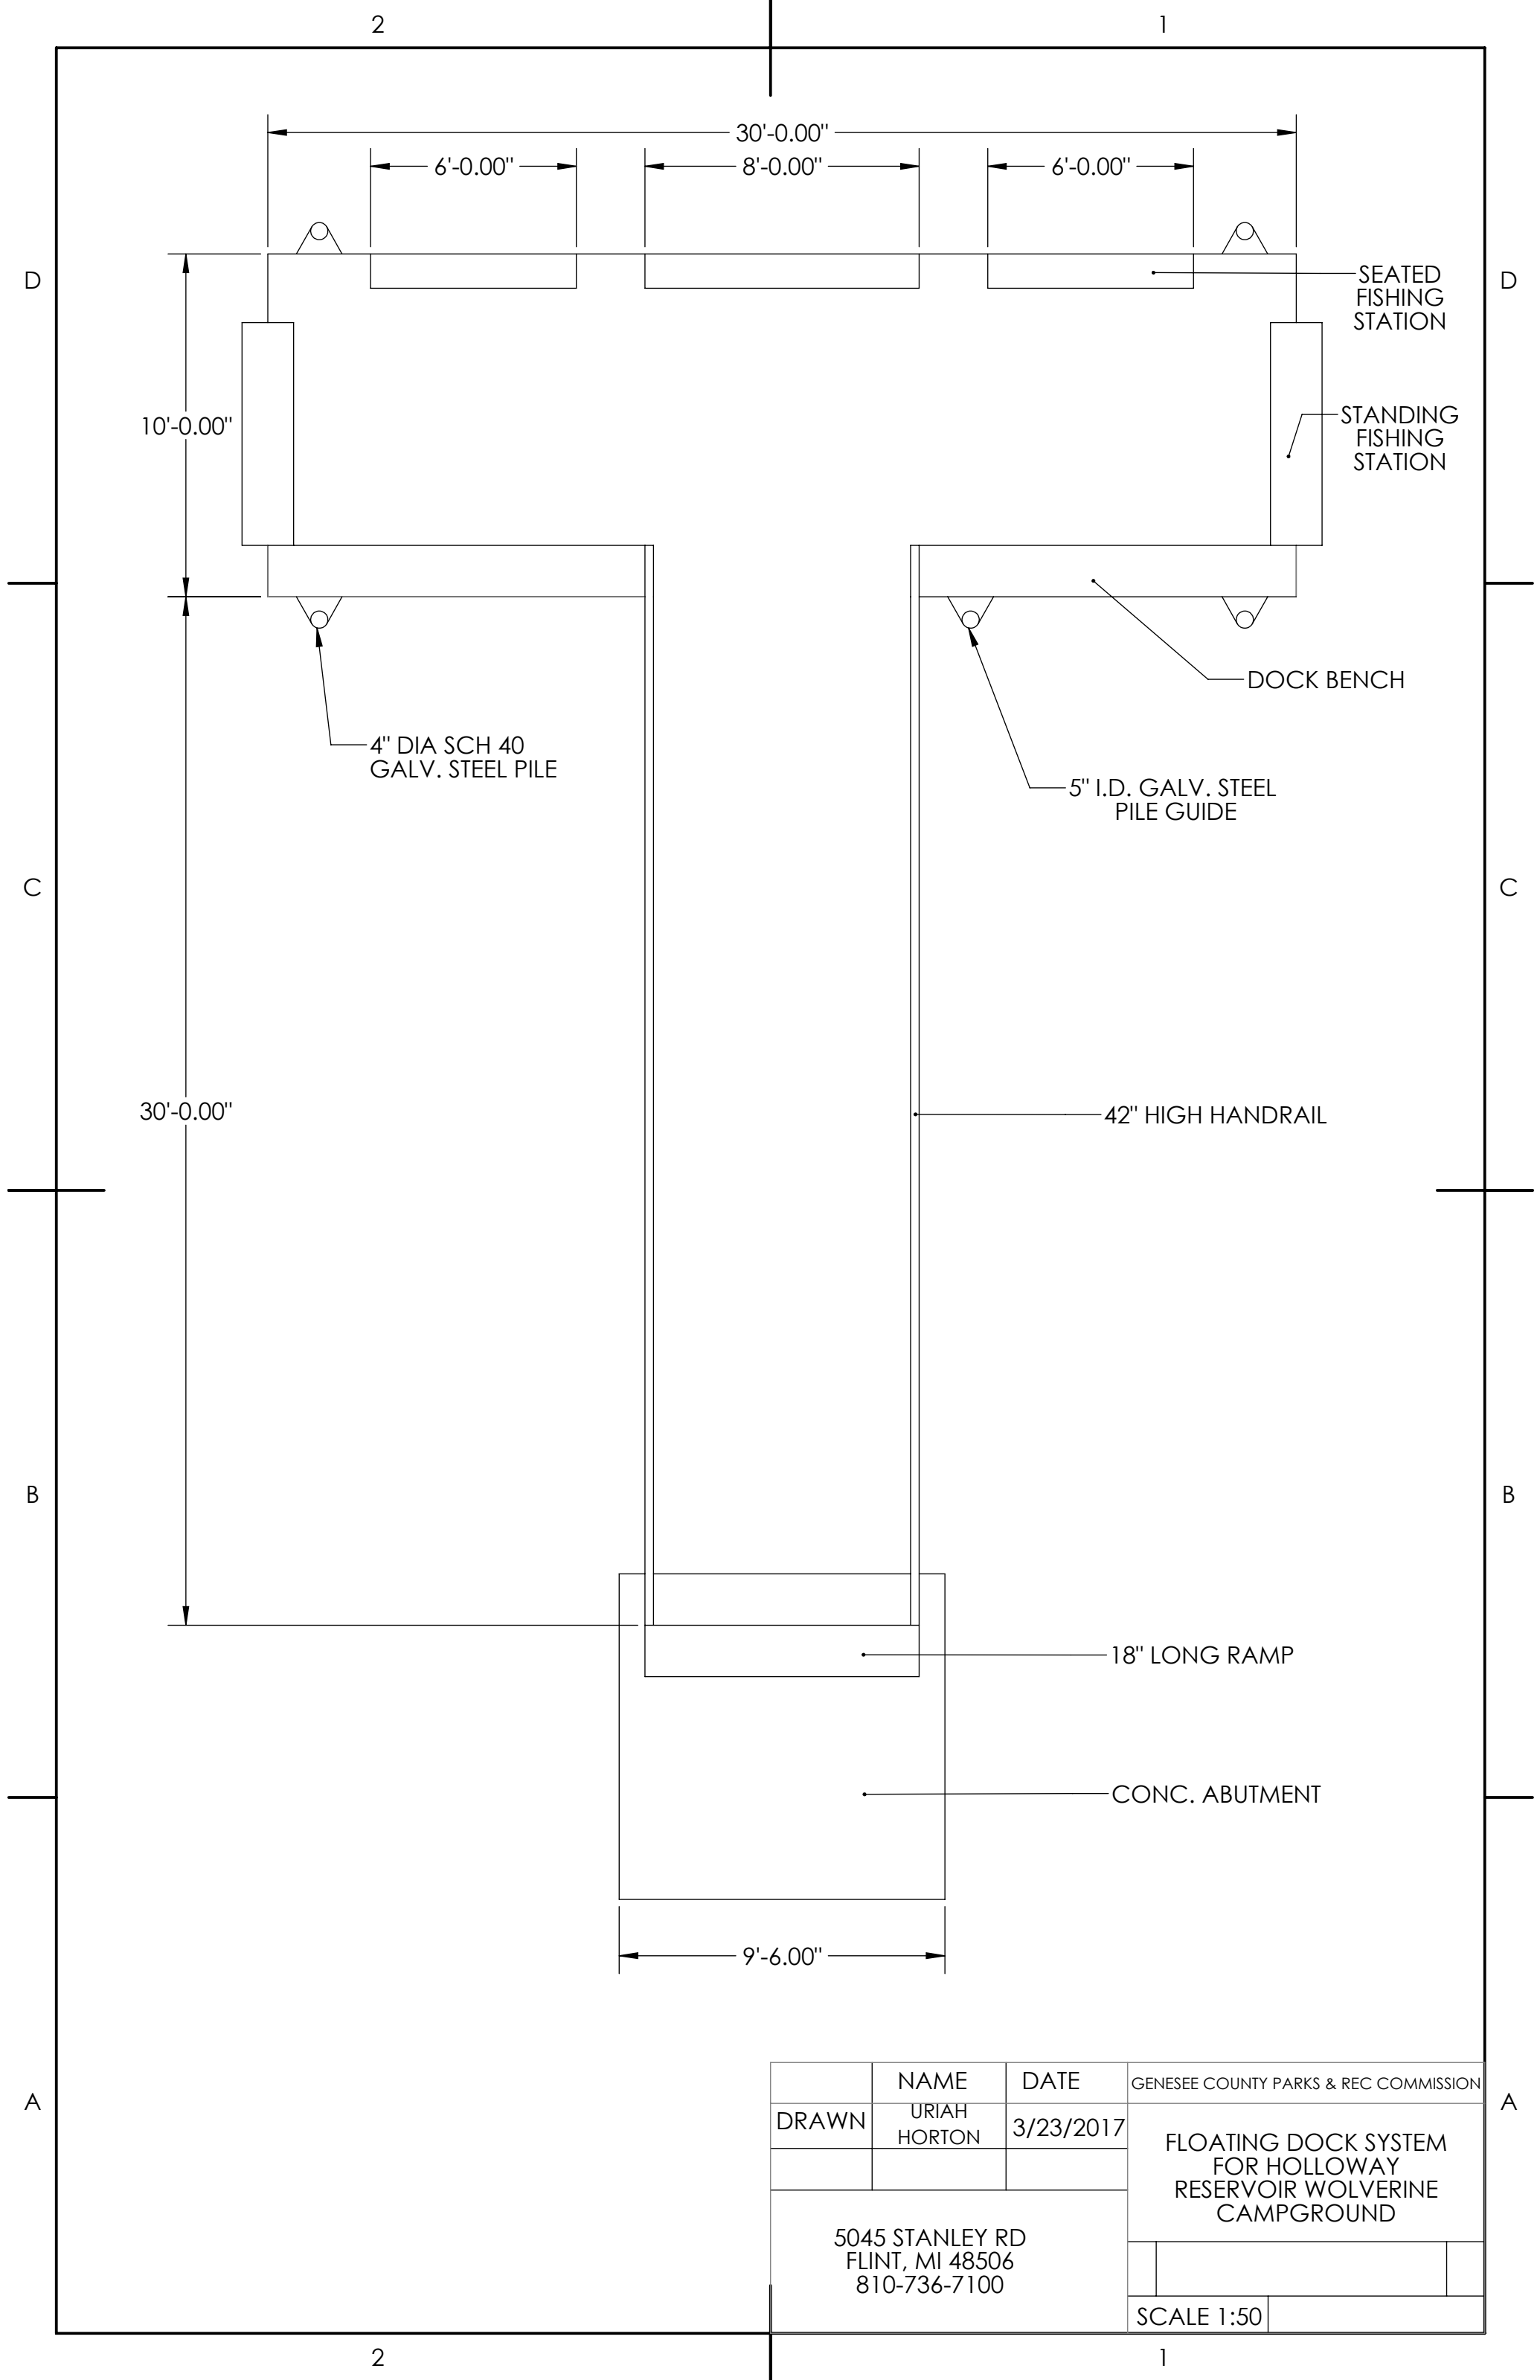 2
1
30'-0.00"
6'-0.00"
8'-0.00"
6'-0.00"
D
D
SEATED
FISHING
STATION
10'-0.00"
STANDING
FISHING
STATION
DOCK BENCH
4" DIA SCH 40
GALV. STEEL PILE
5" I.D. GALV. STEEL
PILE GUIDE
C
C
30'-0.00"
42" HIGH HANDRAIL
B
B
18" LONG RAMP
CONC. ABUTMENT
9'-6.00"
A
A
NAME
DATE
GENESEE COUNTY PARKS & REC COMMISSION
DRAWN
URIAH
HORTON
3/23/2017
FLOATING DOCK SYSTEM
FOR HOLLOWAY
RESERVOIR WOLVERINE
CAMPGROUND
5045 STANLEY RD
FLINT, MI 48506
810-736-7100
SCALE 1:50
2
1